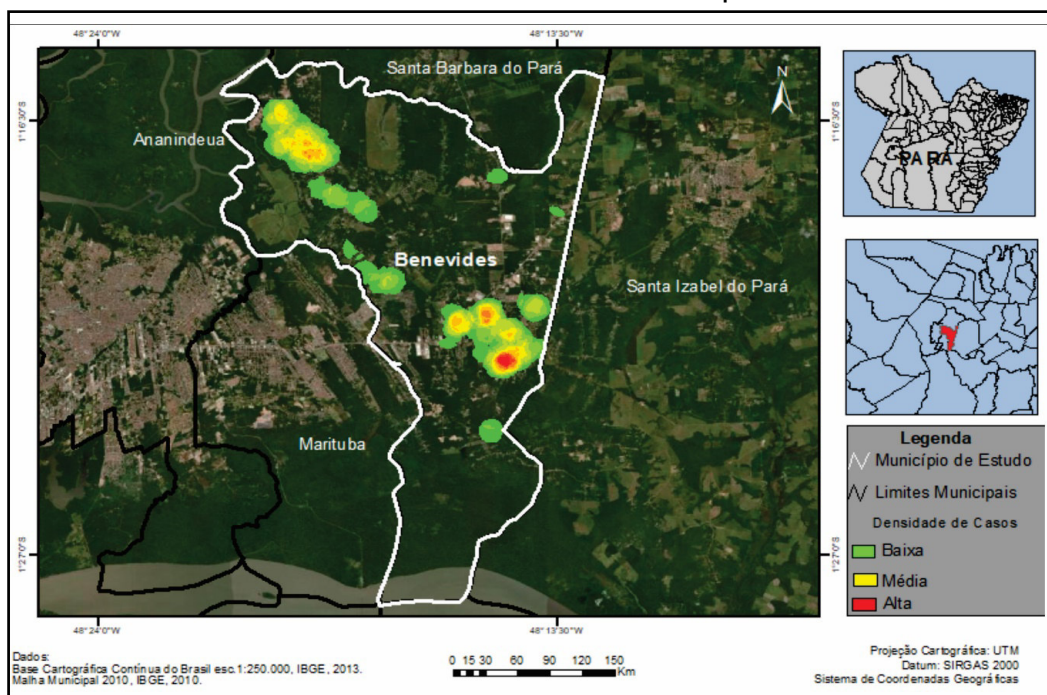 48° 24'0"W
48° 13'30"W
Santa Barbara do Pará
N
1°16'30"S
1°16'30"S
Ananindeua
PARÁ
Benevides
Santa Izabel do Pará
Marituba
Legenda
Município de Estudo
Limites Municipais
Densidade de Casos
Baixa
Média
Alta
1°27'0"S
1°27'0"S
48° 24'0"W
48° 13'30"W
Dados:
Base Cartográfica Contínua do Brasil esc.1:250.000, IBGE, 2013.
Malha Municipal 2010, IBGE, 2010.
0 15 30 60 90 120 150
Km
Projeção Cartográfica: UTM
Datum: SIRGAS 2000
Sistema de Coordenadas Geográficas